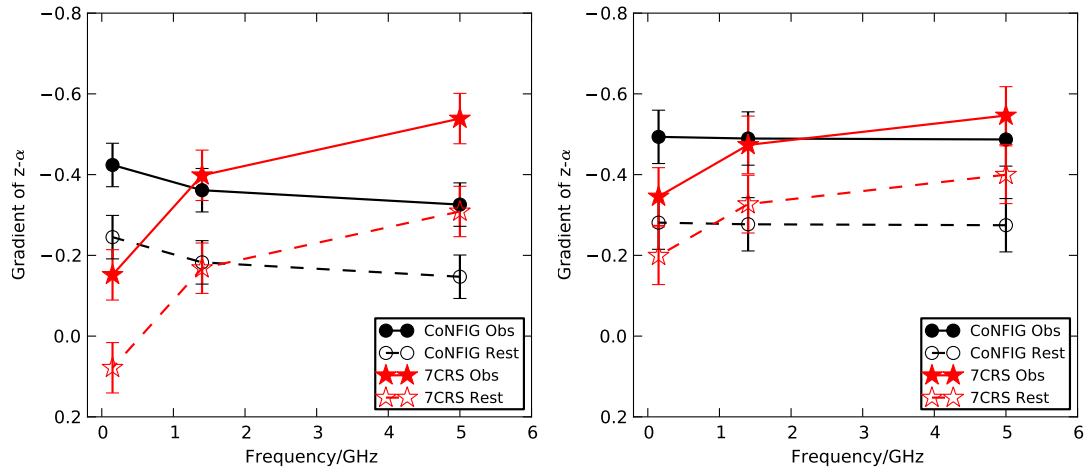 −0.8
−0.6
−0.4
−0.2
0.0
0.2
Gradient of z-α
0 1 2 3 4 5 6
Frequency/GHz
CoNFIG Obs
CoNFIG Rest
7CRS Obs
7CRS Rest
−0.8
−0.6
−0.4
−0.2
0.0
0.2
Gradient of z-α
0 1 2 3 4 5 6
Frequency/GHz
CoNFIG Obs
CoNFIG Rest
7CRS Obs
7CRS Rest